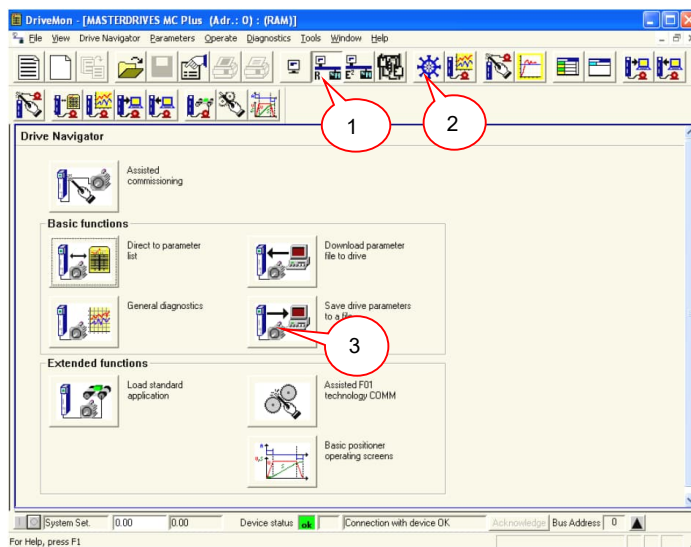 DriveMon - [MASTERDRIVES MC Plus (Adr.: 0) : (RAM)]
File View Drive Navigator Parameters Operate Diagnostics Tools Window Help
R E²
1 2
Drive Navigator
Assisted
commissioning
Basic functions
Direct to parameter
list
Download parameter
file to drive
General diagnostics
Save drive parameters
to a file
3
Extended functions
Load standard
application
Assisted F01
technology COMM
Basic positioner
operating screens
System Set. 0.00 0.00 Device status ok Connection with device OK Acknowledge Bus Address 0
For Help, press F1